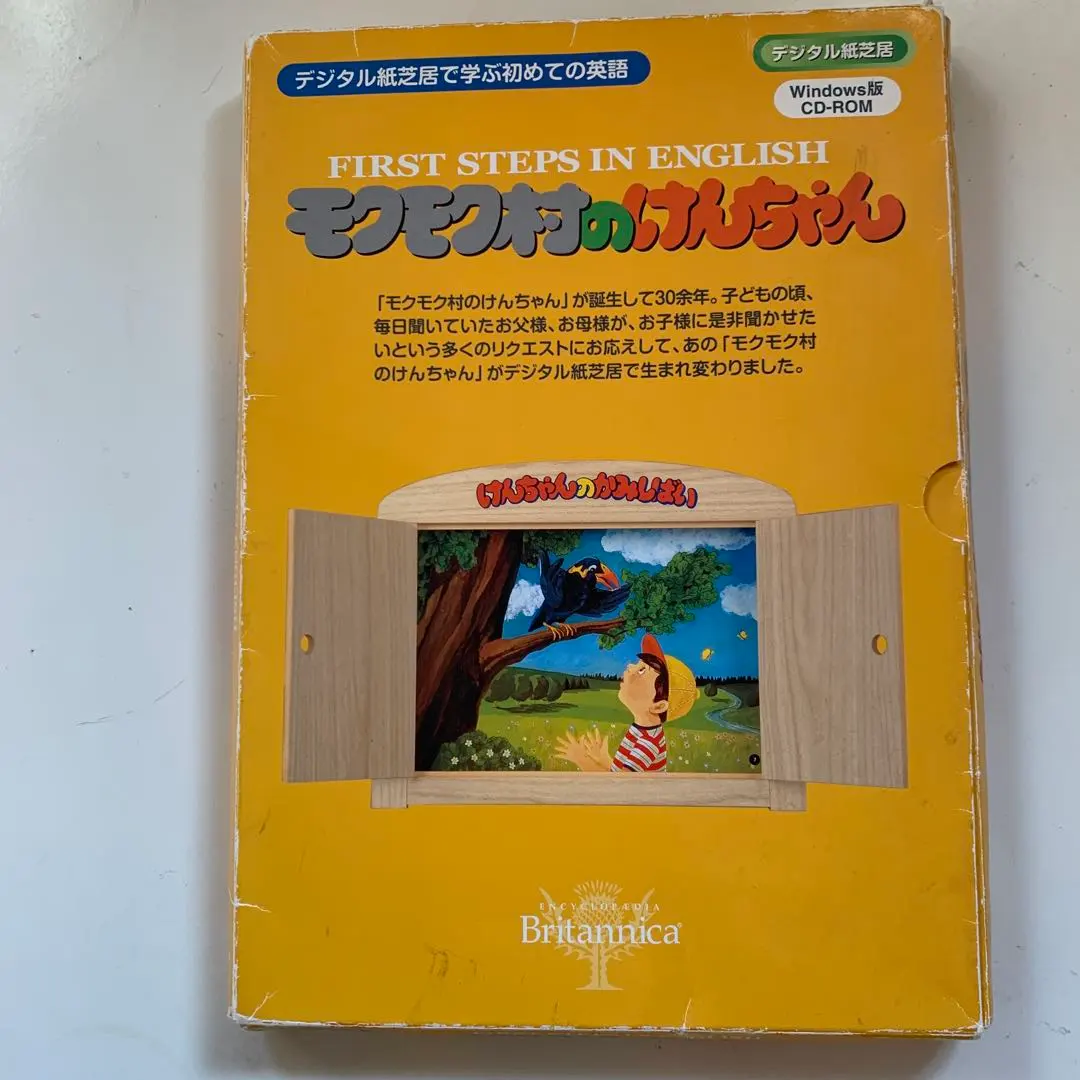 デジタル紙芝居で学ぶ初めての英語
デジタル紙芝居
Windows版
CD-ROM
FIRST STEPS IN ENGLISH
モクモク村のけんちゃん
「モクモク村のけんちゃん」が誕生して30余年。子どもの頃、
毎日聞いていたお父様、お母様が、お子様に是非聞かせた
いという多くのリクエストにお応えして、あの「モクモク村
のけんちゃん」がデジタル紙芝居で生まれ変わりました。
けんちゃんのかみしばい
7
ENCYCLOPÆDIA
Britannica®